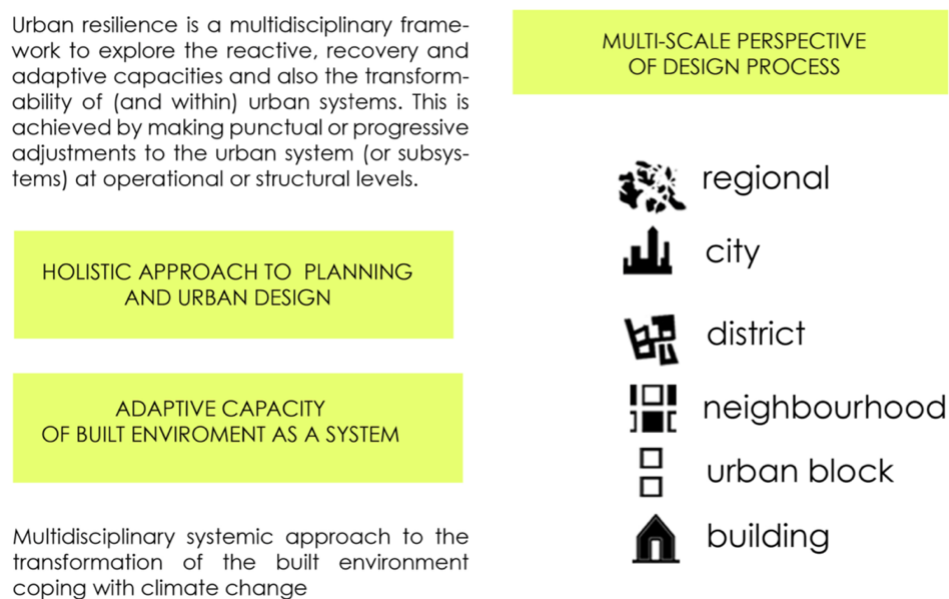 Urban resilience is a multidisciplinary frame-
work to explore the reactive, recovery and
adaptive capacities and also the transform-
ability of (and within) urban systems. This is
achieved by making punctual or progressive
adjustments to the urban system (or subsys-
tems) at operational or structural levels.
HOLISTIC APPROACH TO PLANNING
AND URBAN DESIGN
ADAPTIVE CAPACITY
OF BUILT ENVIROMENT AS A SYSTEM
Multidisciplinary systemic approach to the
transformation of the built environment
coping with climate change
MULTI-SCALE PERSPECTIVE
OF DESIGN PROCESS
regional
city
district
neighbourhood
urban block
building